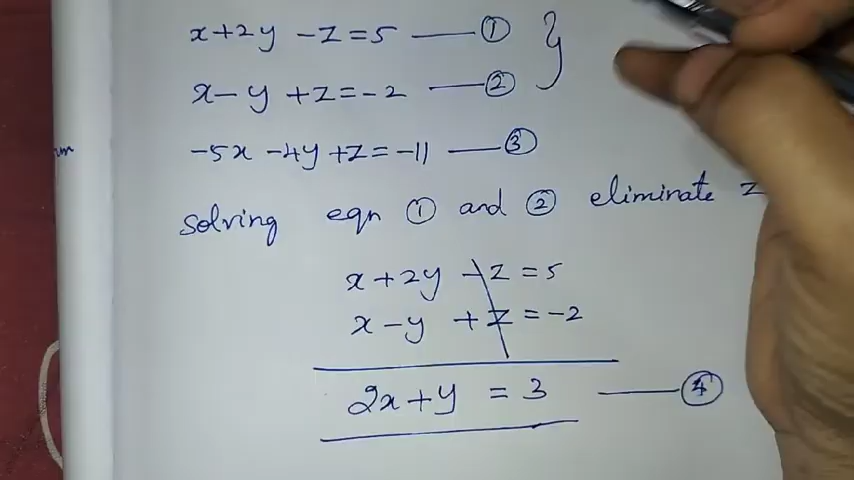 x+2y -z=5 —— ①
x-y +z=-2 —— ②
-5x -4y +z=-11 —— ③
solving eqn ① and ② eliminate z
x+2y -z=5
x-y +z=-2
2x+y =3 —— ④